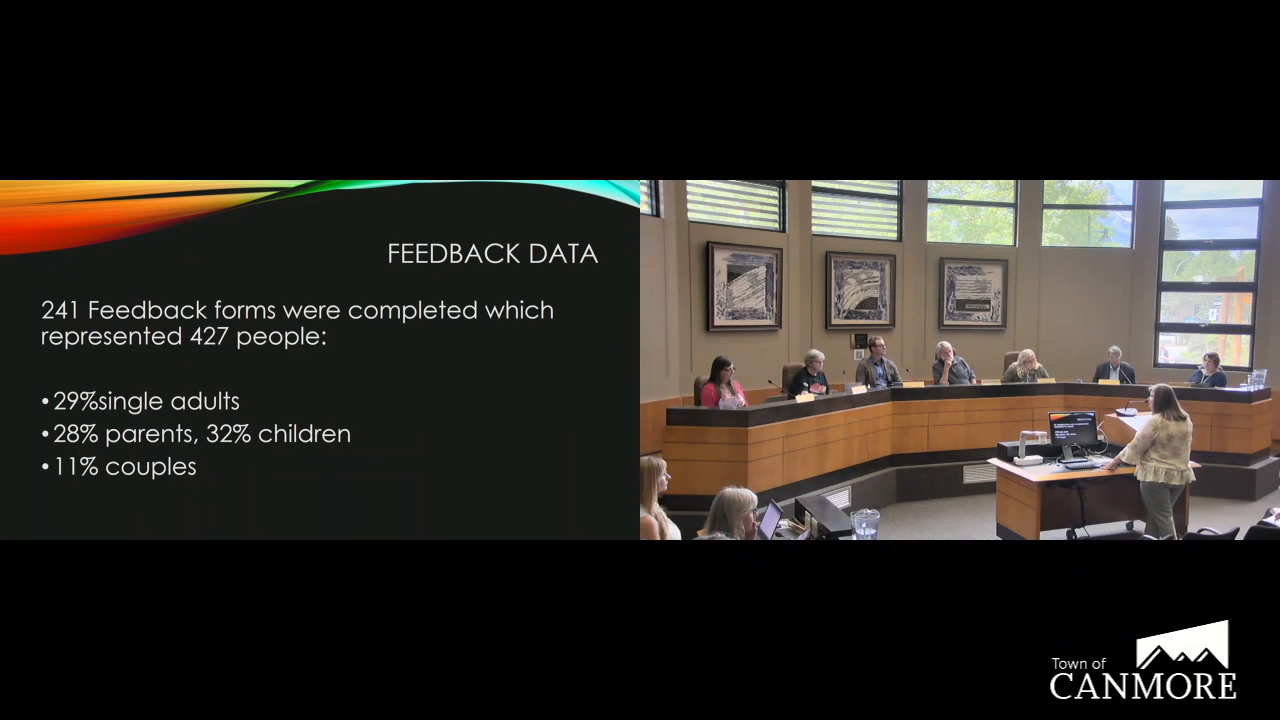 FEEDBACK DATA
241 Feedback forms were completed which
represented 427 people:
•29%single adults
•28% parents, 32% children
•11% couples
Town of
CANMORE